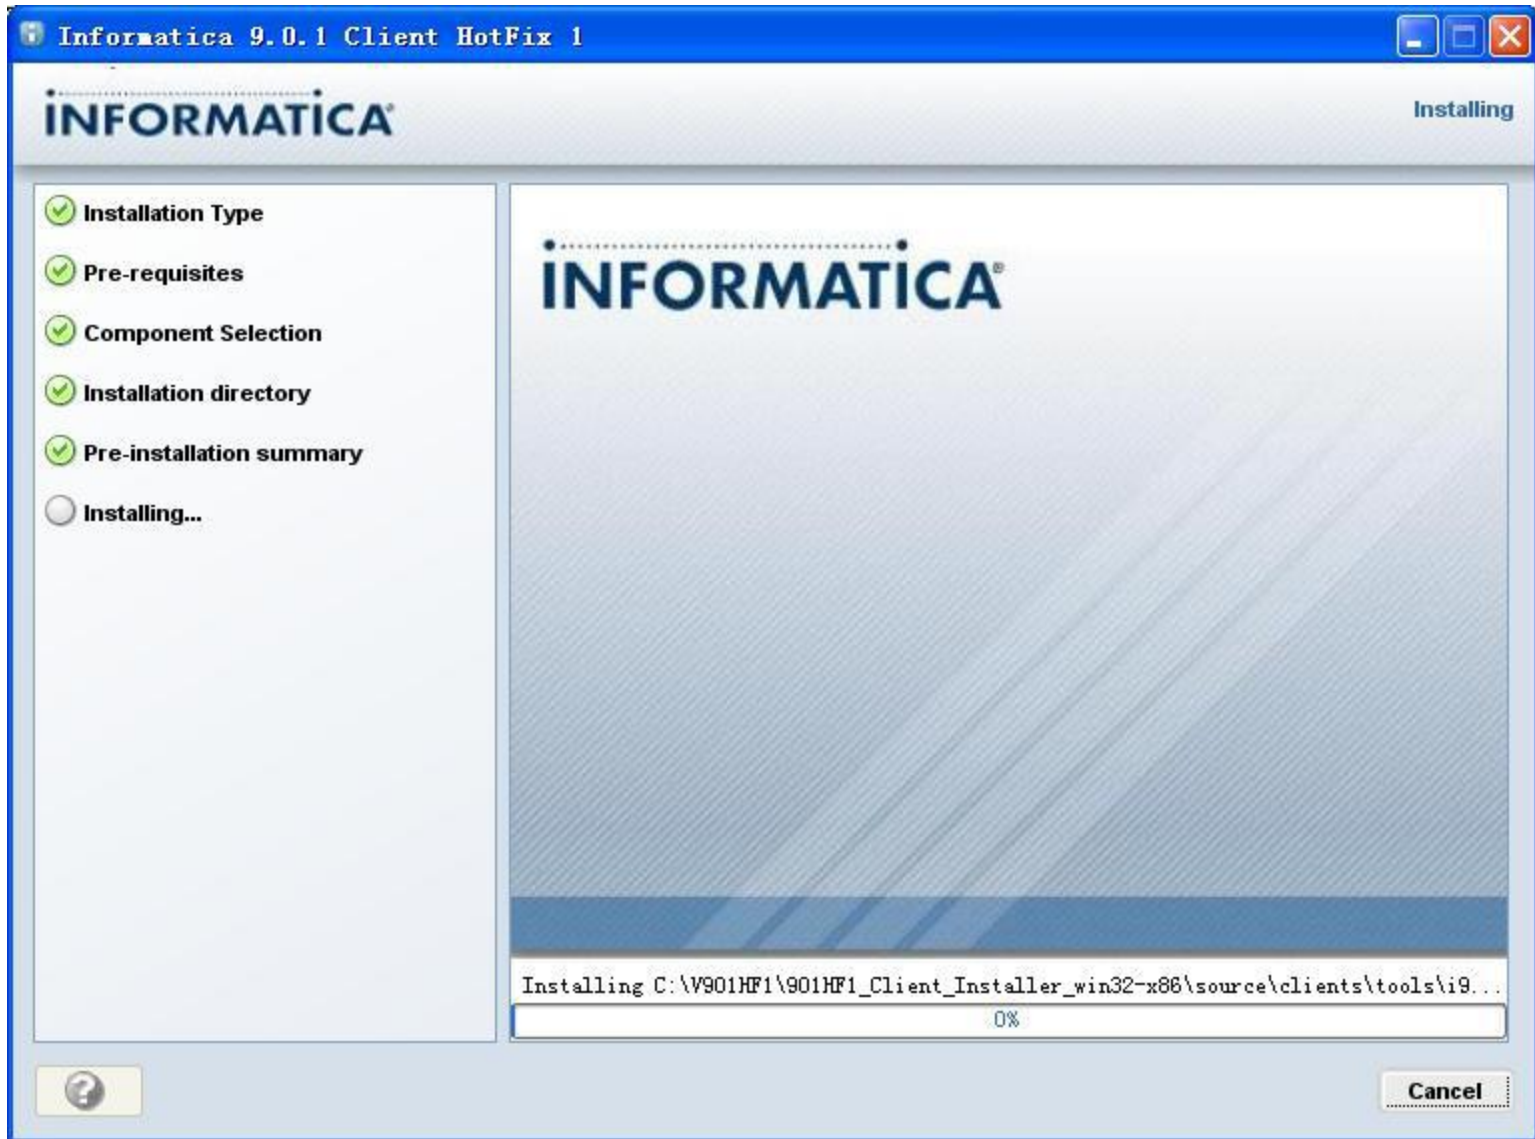 Informatica 9.0.1 Client HotFix 1
INFORMATICA®
Installing
Installation Type
Pre-requisites
Component Selection
Installation directory
Pre-installation summary
Installing...
INFORMATICA®
Installing C:\V901HF1\901HF1_Client_Installer_win32-x86\source\clients\tools\i9...
0%
?
Cancel